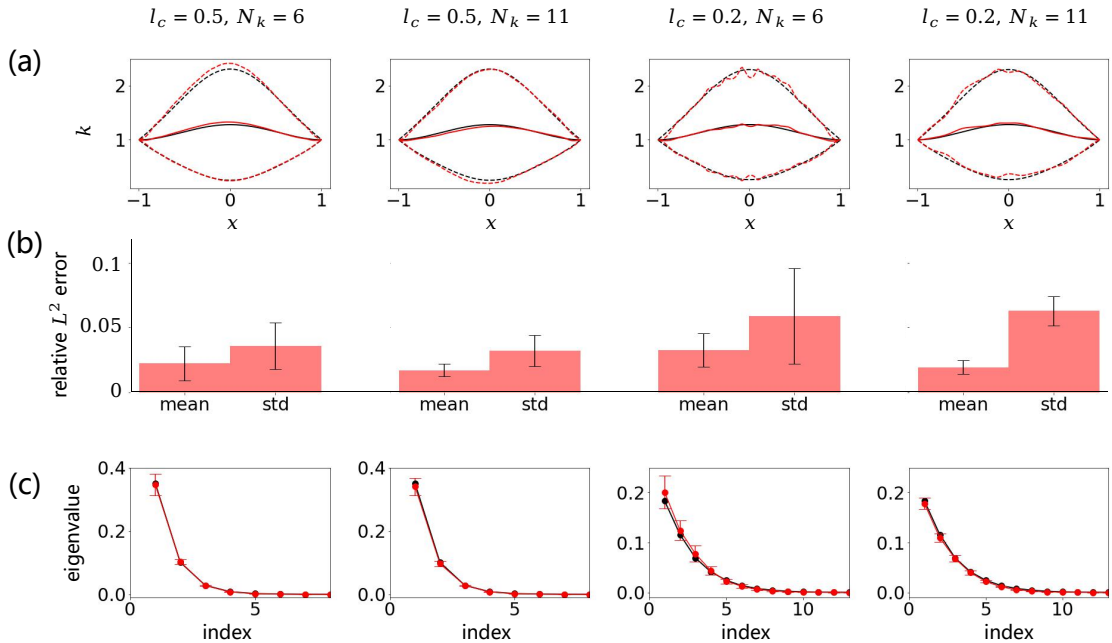 l_c = 0.5, N_k = 6
l_c = 0.5, N_k = 11
l_c = 0.2, N_k = 6
l_c = 0.2, N_k = 11
(a)
k
2
1
−1 0 1
x
2
1
−1 0 1
x
2
1
−1 0 1
x
2
1
−1 0 1
x
(b)
relative L² error
0.1
0.05
0
mean std
mean std
mean std
mean std
(c)
eigenvalue
0.4
0.2
0.0
0 5
index
0.4
0.2
0.0
0 5
index
0.2
0.1
0.0
0 5 10
index
0.2
0.1
0.0
0 5 10
index